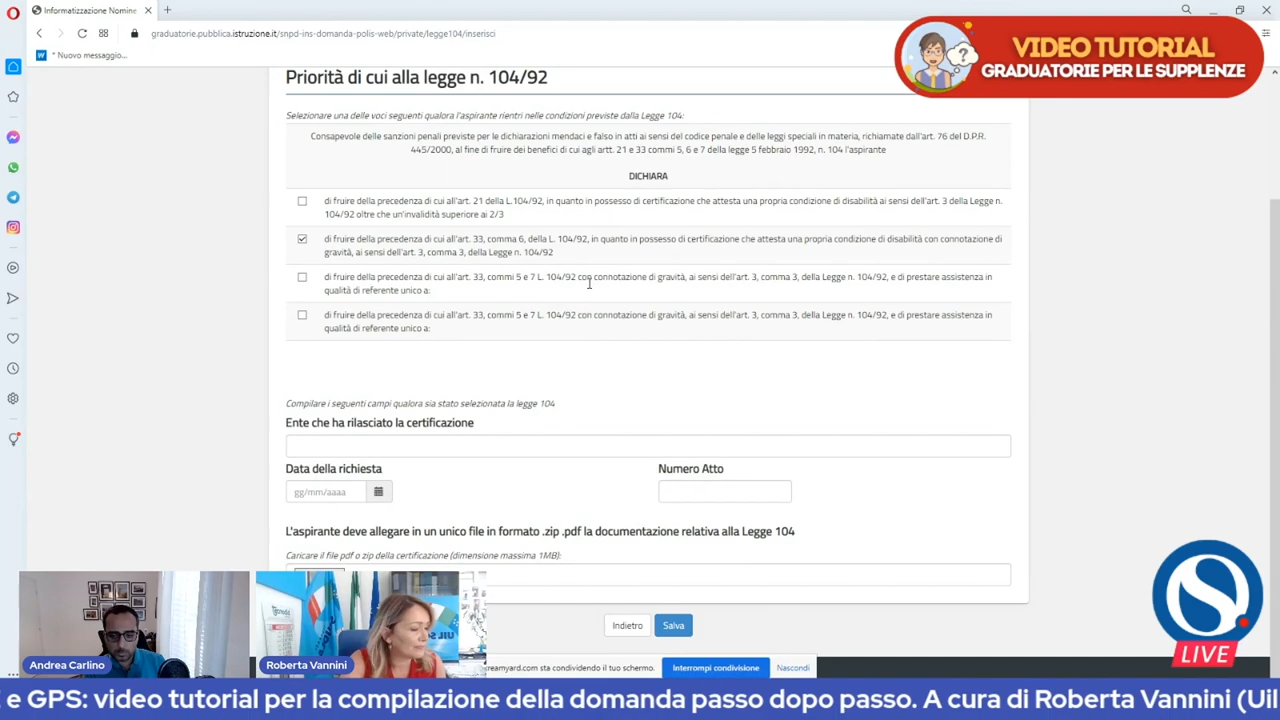 Informatizzazione Nomine
graduatorie.pubblica.istruzione.it/snpd-ins-domanda-polis-web/private/legge104/inserisci
* Nuovo messaggio...
VIDEO TUTORIAL
GRADUATORIE PER LE SUPPLENZE
Priorità di cui alla legge n. 104/92
Selezionare una delle voci seguenti qualora l'aspirante rientri nelle condizioni previste dalla Legge 104:
Consapevole delle sanzioni penali previste per le dichiarazioni mendaci e falso in atti ai sensi del codice penale e delle leggi speciali in materia, richiamate dall'art. 76 del D.P.R.
445/2000, al fine di fruire dei benefici di cui agli artt. 21 e 33 commi 5, 6 e 7 della legge 5 febbraio 1992, n. 104 l'aspirante
DICHIARA
di fruire della precedenza di cui all'art. 21 della L.104/92, in quanto in possesso di certificazione che attesta una propria condizione di disabilità ai sensi dell'art. 3 della Legge n.
104/92 oltre che un'invalidità superiore ai 2/3
di fruire della precedenza di cui all'art. 33, comma 6, della L. 104/92, in quanto in possesso di certificazione che attesta una propria condizione di disabilità con connotazione di
gravità, ai sensi dell'art. 3, comma 3, della Legge n. 104/92
di fruire della precedenza di cui all'art. 33, commi 5 e 7 L. 104/92 con connotazione di gravità, ai sensi dell'art. 3, comma 3, della Legge n. 104/92, e di prestare assistenza in
qualità di referente unico a:
di fruire della precedenza di cui all'art. 33, commi 5 e 7 L. 104/92 con connotazione di gravità, ai sensi dell'art. 3, comma 3, della Legge n. 104/92, e di prestare assistenza in
qualità di referente unico a:
Compilare i seguenti campi qualora sia stato selezionata la legge 104
Ente che ha rilasciato la certificazione
Data della richiesta
Numero Atto
gg/mm/aaaa
L'aspirante deve allegare in un unico file in formato .zip .pdf la documentazione relativa alla Legge 104
Caricare il file pdf o zip della certificazione (dimensione massima 1MB):
Indietro
Salva
LIVE
Andrea Carlino
Roberta Vannini
reamyard.com sta condividendo il tuo schermo.
Interrompi condivisione
Nascondi
e GPS: video tutorial per la compilazione della domanda passo dopo passo. A cura di Roberta Vannini (Uil